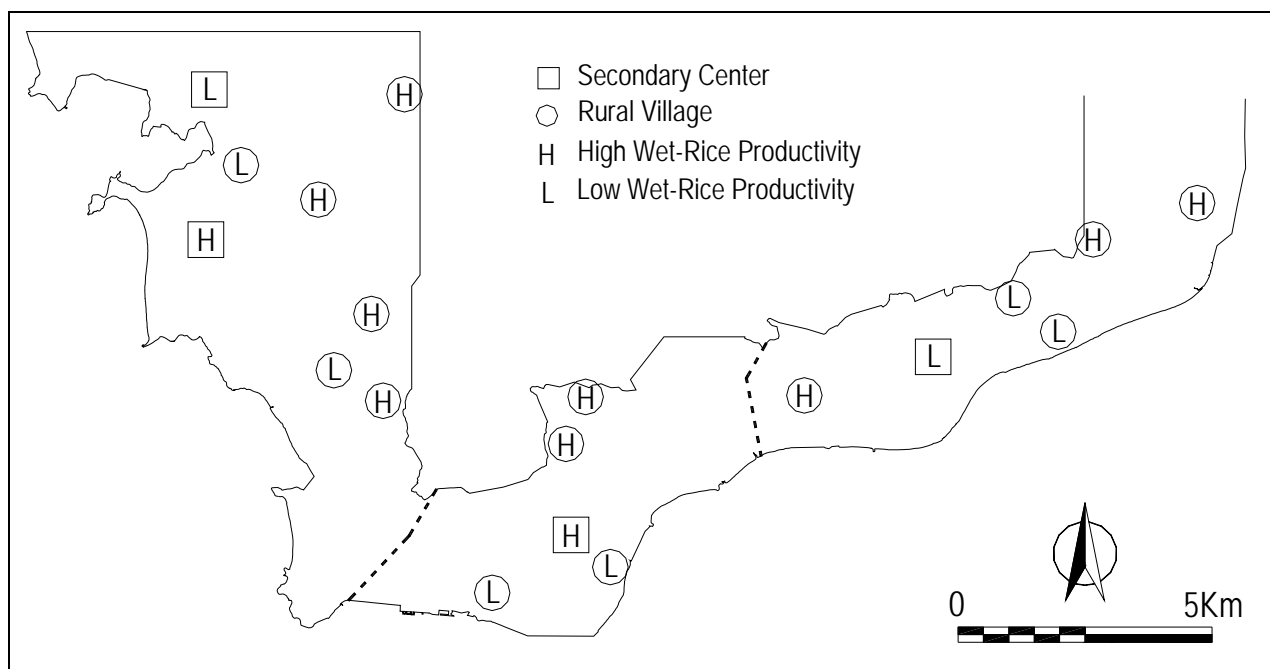 Secondary Center
Rural Village
H High Wet-Rice Productivity
L Low Wet-Rice Productivity
L
H
L
H
H
H
L
H
H
H
H
L
L
H
H
L
L
L
H
0 5Km